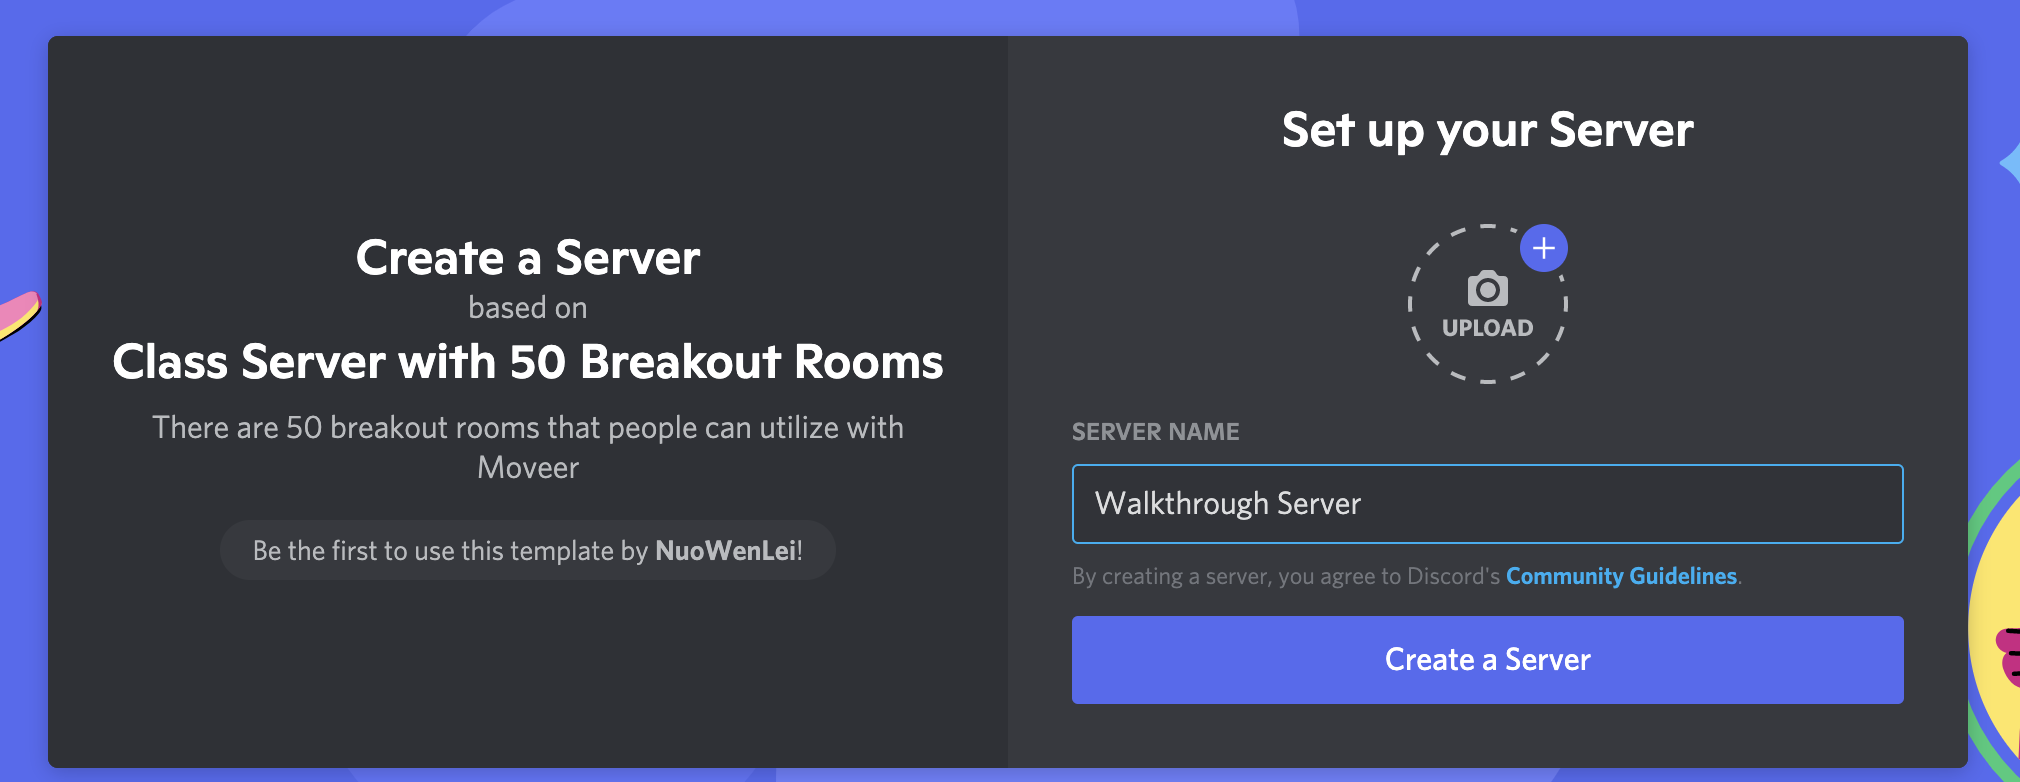 Create a Server
based on
Class Server with 50 Breakout Rooms
There are 50 breakout rooms that people can utilize with
Moveer
Be the first to use this template by NuoWenLei!
Set up your Server
UPLOAD
SERVER NAME
Walkthrough Server
By creating a server, you agree to Discord's Community Guidelines.
Create a Server